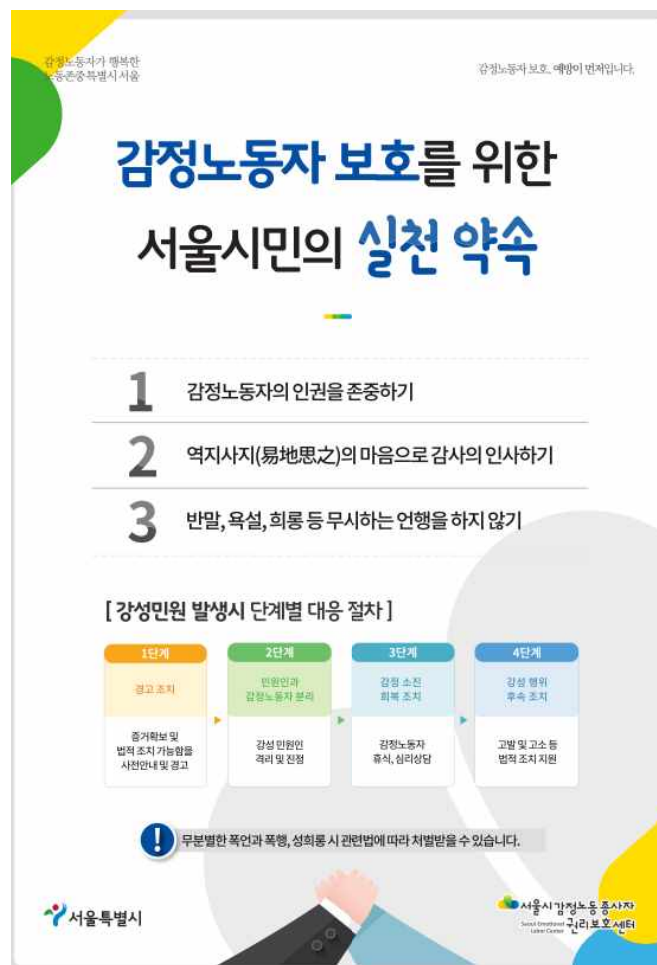 감정노동자가 행복한
노동존중특별시 서울
감정노동자 보호, 예방이 먼저입니다.
감정노동자 보호를 위한
서울시민의 실천 약속
1 감정노동자의 인권을 존중하기
2 역지사지(易地思之)의 마음으로 감사의 인사하기
3 반말, 욕설, 희롱 등 무시하는 언행을 하지 않기
[ 강성민원 발생시 단계별 대응 절차 ]
1단계
경고 조치
증거확보 및
법적 조치 가능함을
사전안내 및 경고
2단계
민원인과
감정노동자 분리
강성 민원인
격리 및 진정
3단계
감정 소진
회복 조치
감정노동자
휴식, 심리상담
4단계
강성 행위
후속 조치
고발 및 고소 등
법적 조치 지원
! 무분별한 폭언과 폭행, 성희롱 시 관련법에 따라 처벌받을 수 있습니다.
서울특별시
서울시감정노동 종사자
Seoul Emotional
Labor Center
권리보호센터